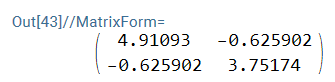 Out[43]//MatrixForm=
( 4.91093 -0.625902
-0.625902 3.75174 )